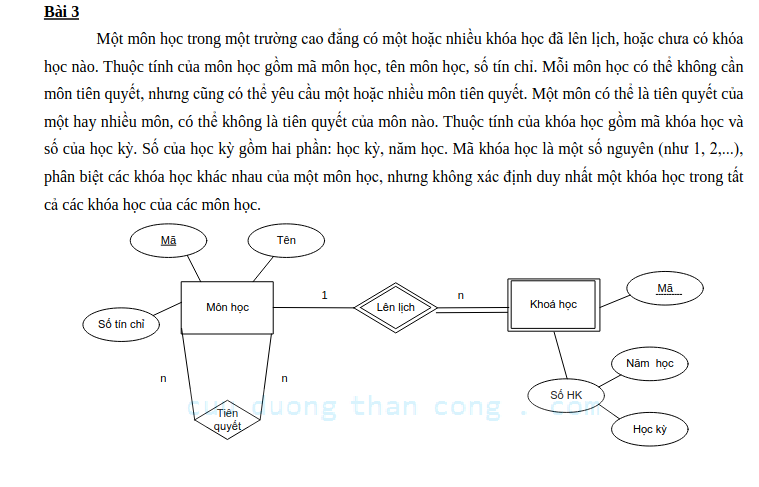 Bài 3
Một môn học trong một trường cao đẳng có một hoặc nhiều khóa học đã lên lịch, hoặc chưa có khóa
học nào. Thuộc tính của môn học gồm mã môn học, tên môn học, số tín chỉ. Mỗi môn học có thể không cần
môn tiên quyết, nhưng cũng có thể yêu cầu một hoặc nhiều môn tiên quyết. Một môn có thể là tiên quyết của
một hay nhiều môn, có thể không là tiên quyết của môn nào. Thuộc tính của khóa học gồm mã khóa học và
số của học kỳ. Số của học kỳ gồm hai phần: học kỳ, năm học. Mã khóa học là một số nguyên (như 1, 2,...),
phân biệt các khóa học khác nhau của một môn học, nhưng không xác định duy nhất một khóa học trong tất
cả các khóa học của các môn học.
Mã
Tên
Số tín chỉ
Môn học
1
Lên lịch
n
Khoá học
Mã
Năm học
Số HK
Học kỳ
n
n
Tiên
quyết
cuu duong than cong . com